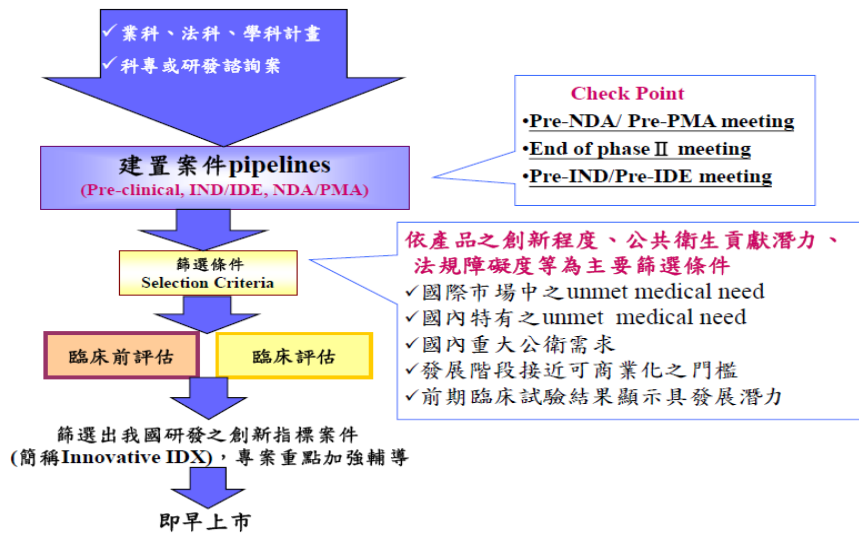 ✓業科、法科、學科計畫
✓科專或研發諮詢案
Check Point
•Pre-NDA/ Pre-PMA meeting
•End of phaseⅡ meeting
•Pre-IND/Pre-IDE meeting
建置案件pipelines
(Pre-clinical, IND/IDE, NDA/PMA)
篩選條件
Selection Criteria
依產品之創新程度、公共衛生貢獻潛力、
法規障礙度等為主要篩選條件
✓國際市場中之unmet medical need
✓國內特有之unmet medical need
✓國內重大公衛需求
✓發展階段接近可商業化之門檻
✓前期臨床試驗結果顯示具發展潛力
臨床前評估
臨床評估
篩選出我國研發之創新指標案件
(簡稱Innovative IDX)，專案重點加強輔導
即早上市